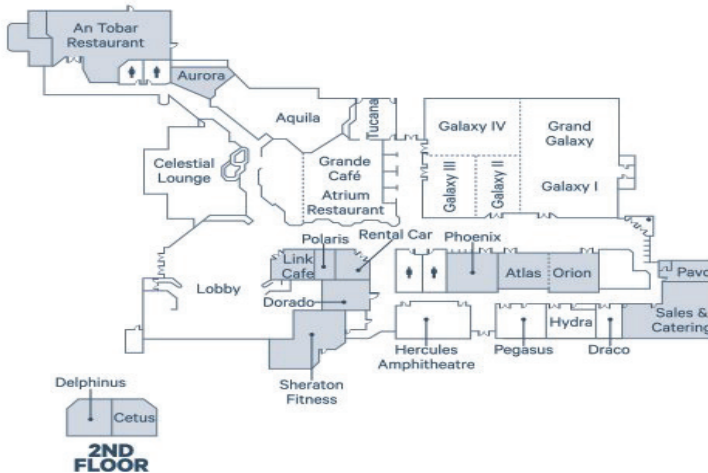 An Tobar
Restaurant
Aurora
Aquila
Tucana
Galaxy IV
Grand
Galaxy
Celestial
Lounge
Grande
Café
Atrium
Restaurant
Galaxy III
Galaxy II
Galaxy I
Polaris
Rental Car
Phoenix
Link
Cafe
Lobby
Atlas
Orion
Pavo
Dorado
Sales &
Catering
Hydra
Hercules
Amphitheatre
Pegasus
Draco
Sheraton
Fitness
Delphinus
Cetus
2ND
FLOOR